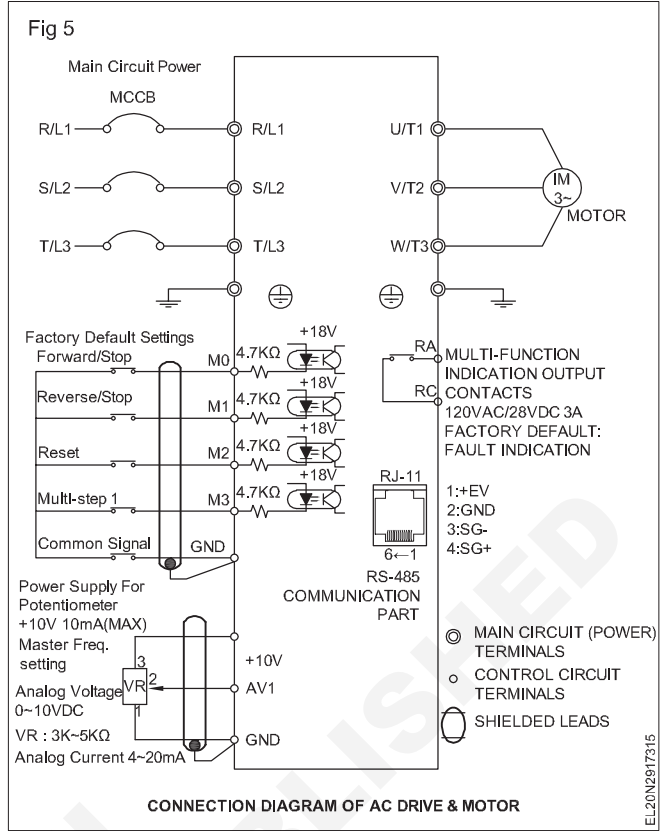 Fig 5
Main Circuit Power
MCCB
R/L1
R/L1
U/T1
S/L2
S/L2
V/T2
IM
3~
MOTOR
T/L3
T/L3
W/T3
Factory Default Settings
Forward/Stop
M0
4.7KΩ
+18V
Reverse/Stop
M1
4.7KΩ
+18V
Reset
M2
4.7KΩ
+18V
Multi-step 1
M3
4.7KΩ
+18V
Common Signal
GND
RA
RC
MULTI-FUNCTION
INDICATION OUTPUT
CONTACTS
120VAC/28VDC 3A
FACTORY DEFAULT:
FAULT INDICATION
RJ-11
6←1
1:+EV
2:GND
3:SG-
4:SG+
RS-485
COMMUNICATION
PART
Power Supply For
Potentiometer
+10V 10mA(MAX)
Master Freq.
setting
3
VR
2
1
Analog Voltage
0~10VDC
VR : 3K~5KΩ
Analog Current 4~20mA
+10V
AV1
GND
MAIN CIRCUIT (POWER)
TERMINALS
CONTROL CIRCUIT
TERMINALS
SHIELDED LEADS
CONNECTION DIAGRAM OF AC DRIVE & MOTOR
EL20N2917315